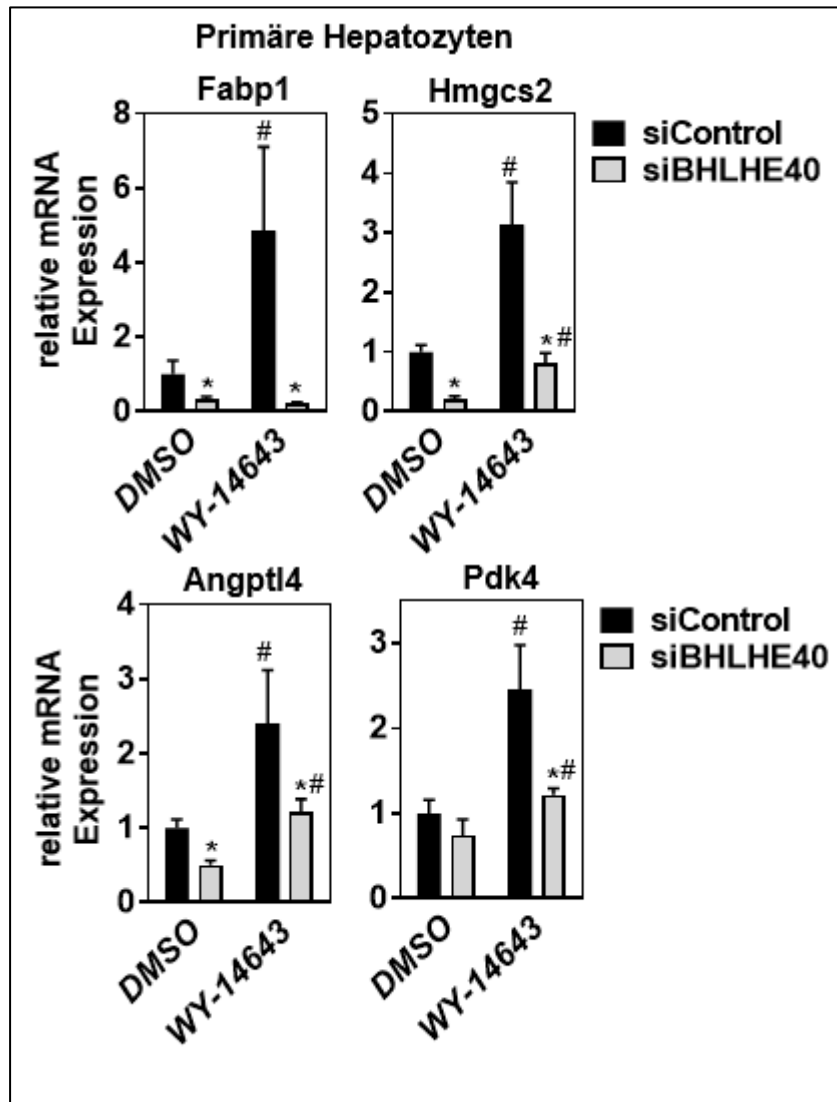 Primäre Hepatozyten
Fabp1
relative mRNA
Expression
8
6
4
2
0
#
*
*
DMSO
WY-14643
Hmgcs2
5
4
3
2
1
0
#
*
*#
DMSO
WY-14643
siControl
siBHLHE40
Angptl4
relative mRNA
Expression
4
3
2
1
0
#
*
*#
DMSO
WY-14643
Pdk4
3
2
1
0
#
*#
DMSO
WY-14643
siControl
siBHLHE40